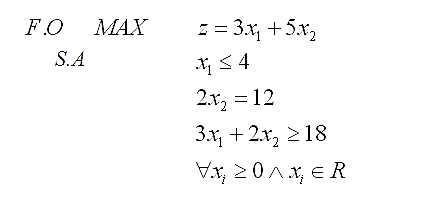 F.O MAX z = 3x₁ + 5x₂
S.A x₁ ≤ 4
2x₂ = 12
3x₁ + 2x₂ ≥ 18
∀xᵢ ≥ 0 ∧ xᵢ ∈ R